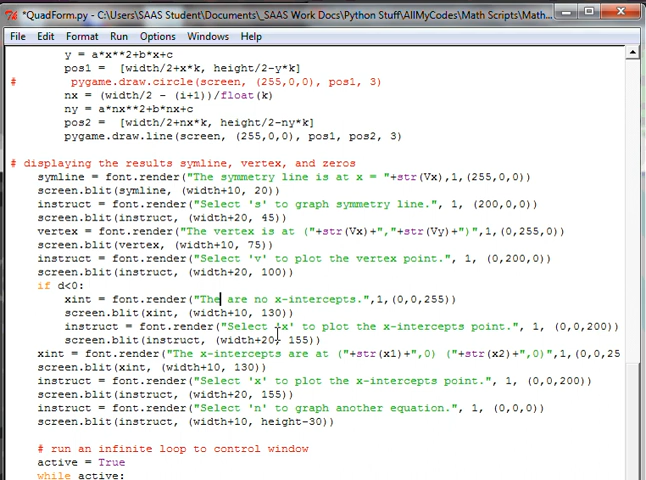 *QuadForm.py - C:\Users\SAAS Student\Documents\_SAAS Work Docs\Python Stuff\AllMyCodes\Math Scripts\Math...
File Edit Format Run Options Windows Help
y = a*x**2+b*x+c
pos1 = [width/2+x*k, height/2-y*k]
# pygame.draw.circle(screen, (255,0,0), pos1, 3)
nx = (width/2 - (i+1))/float(k)
ny = a*nx**2+b*nx+c
pos2 = [width/2+nx*k, height/2-ny*k]
pygame.draw.line(screen, (255,0,0), pos1, pos2, 3)
# displaying the results symline, vertex, and zeros
symline = font.render("The symmetry line is at x = "+str(Vx),1,(255,0,0))
screen.blit(symline, (width+10, 20))
instruct = font.render("Select 's' to graph symmetry line.", 1, (200,0,0))
screen.blit(instruct, (width+20, 45))
vertex = font.render("The vertex is at ("+str(Vx)+","+str(Vy)+")",1,(0,255,0))
screen.blit(vertex, (width+10, 75))
instruct = font.render("Select 'v' to plot the vertex point.", 1, (0,200,0))
screen.blit(instruct, (width+20, 100))
if d<0:
xint = font.render("The are no x-intercepts.",1,(0,0,255))
screen.blit(xint, (width+10, 130))
instruct = font.render("Select 'x' to plot the x-intercepts point.", 1, (0,0,200))
screen.blit(instruct, (width+20, 155))
xint = font.render("The x-intercepts are at ("+str(x1)+",0) ("+str(x2)+",0)",1,(0,0,25
screen.blit(xint, (width+10, 130))
instruct = font.render("Select 'x' to plot the x-intercepts point.", 1, (0,0,200))
screen.blit(instruct, (width+20, 155))
instruct = font.render("Select 'n' to graph another equation.", 1, (0,0,0))
screen.blit(instruct, (width+10, height-30))
# run an infinite loop to control window
active = True
while active: